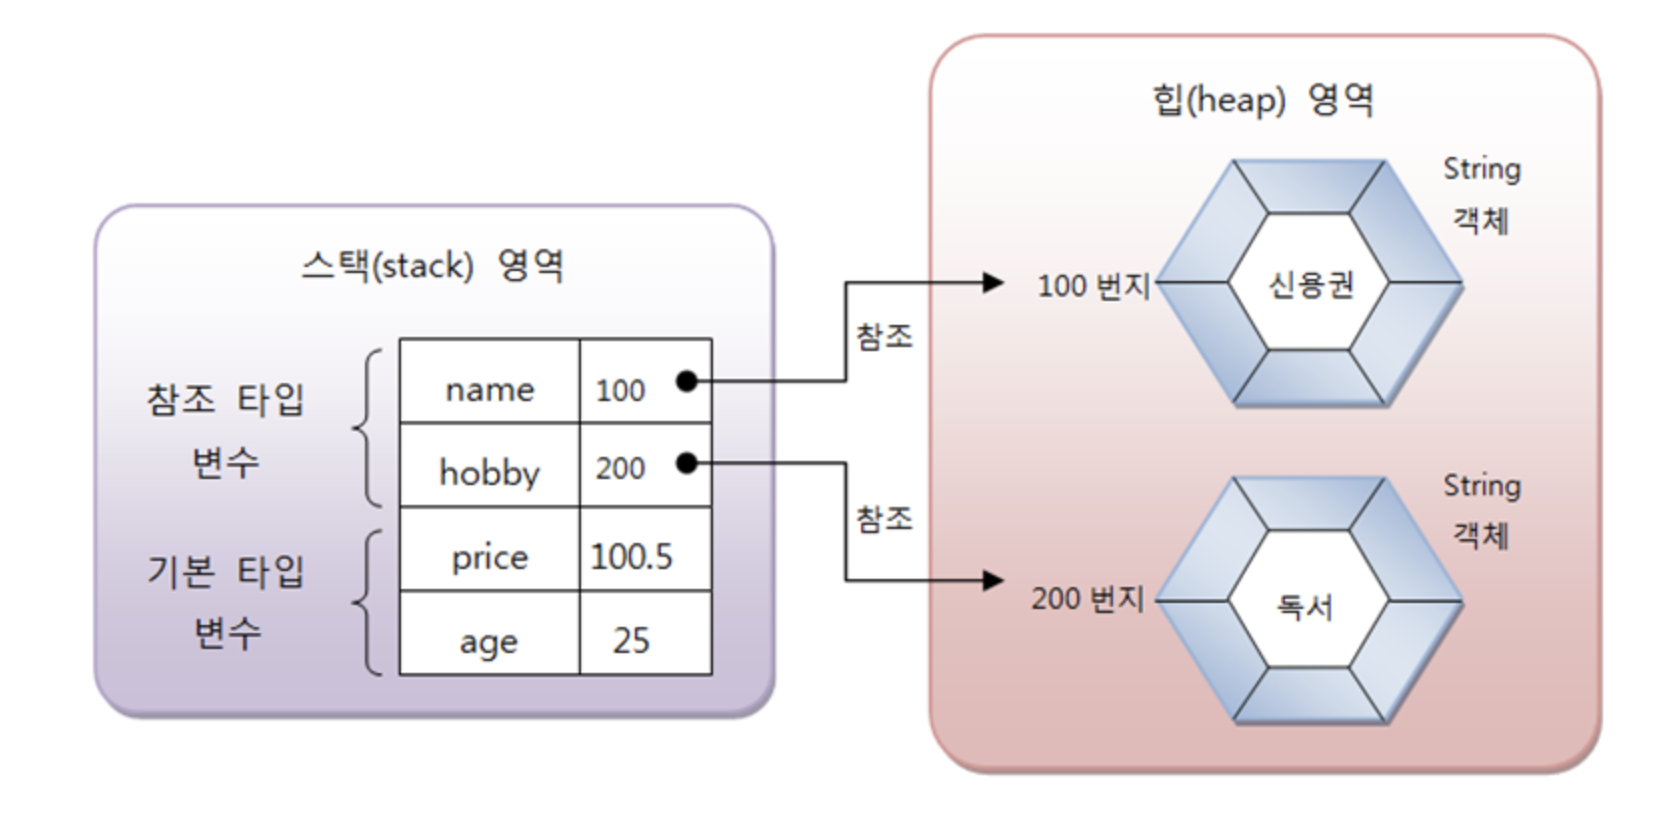 힙(heap) 영역
String
객체
100 번지
신용권
스택(stack) 영역
참조
참조 타입
변수
name 100
hobby 200
String
객체
참조
기본 타입
변수
price 100.5
age 25
200 번지
독서